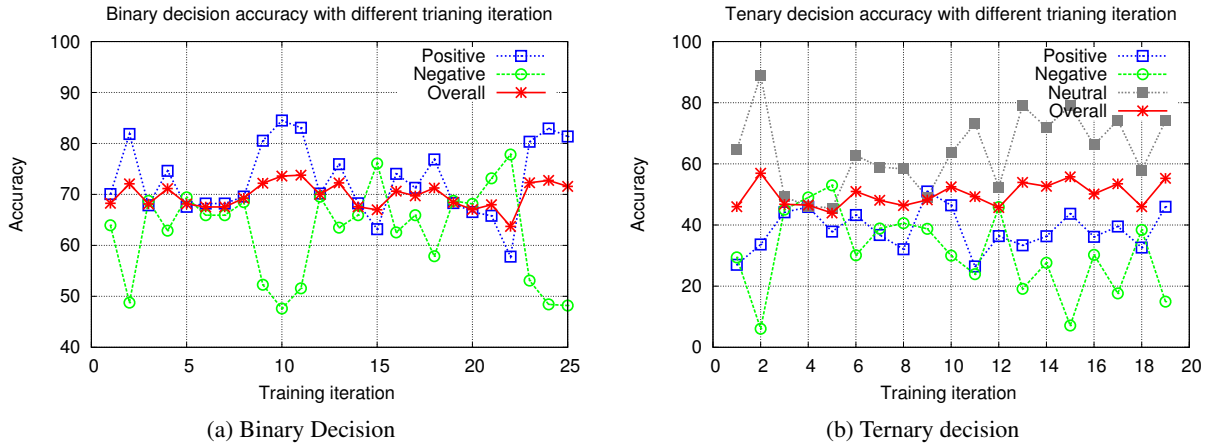 Binary decision accuracy with different trianing iteration
100
90
80
70
60
50
40
Accuracy
Positive
Negative
Overall
0
5
10
15
20
25
Training iteration
(a) Binary Decision
Tenary decision accuracy with different trianing iteration
100
80
60
40
20
0
Accuracy
Positive
Negative
Neutral
Overall
0
2
4
6
8
10
12
14
16
18
20
Training iteration
(b) Ternary decision